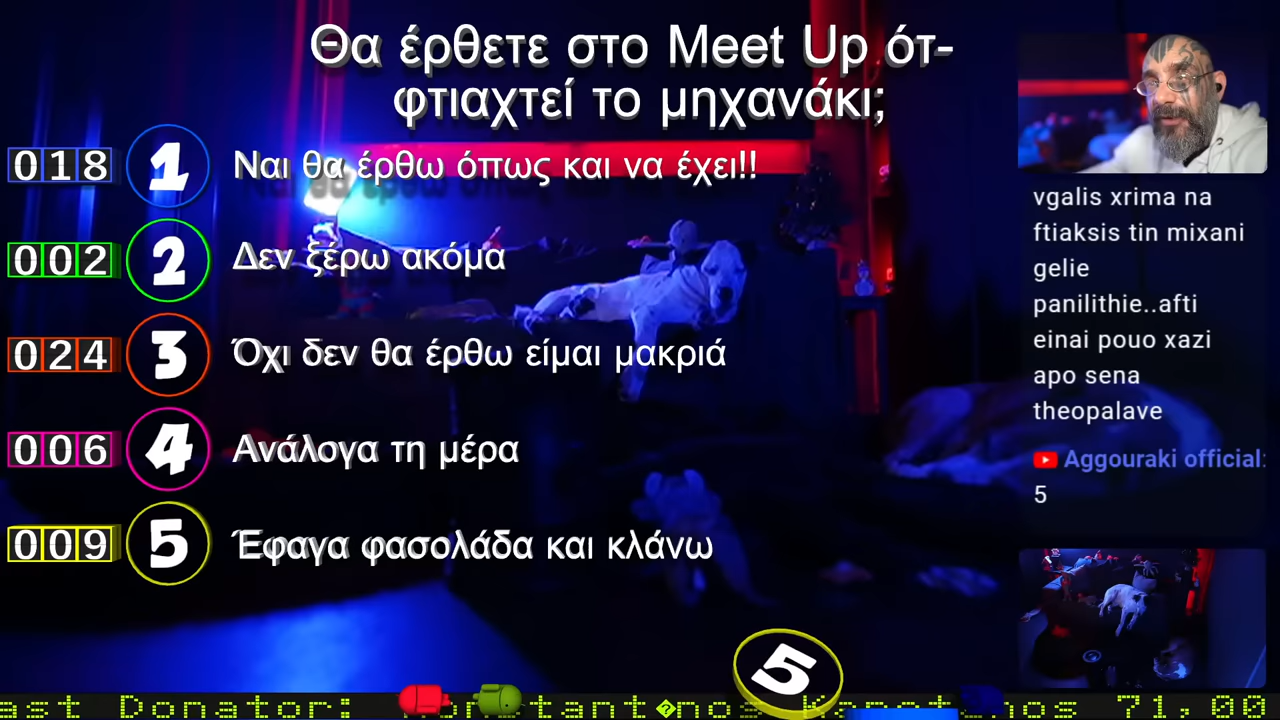 Θα έρθετε στο Meet Up ότ-
φτιαχτεί το μηχανάκι;
018 1 Ναι θα έρθω όπως και να έχει!!
002 2 Δεν ξέρω ακόμα
024 3 Όχι δεν θα έρθω είμαι μακριά
006 4 Ανάλογα τη μέρα
009 5 Έφαγα φασολάδα και κλάνω
vgalis xrima na
ftiaksis tin mixani
gelie
panilithie..afti
einai pouo xazi
apo sena
theopalave
Aggouraki official:
5
5
ast Donator: 71,00